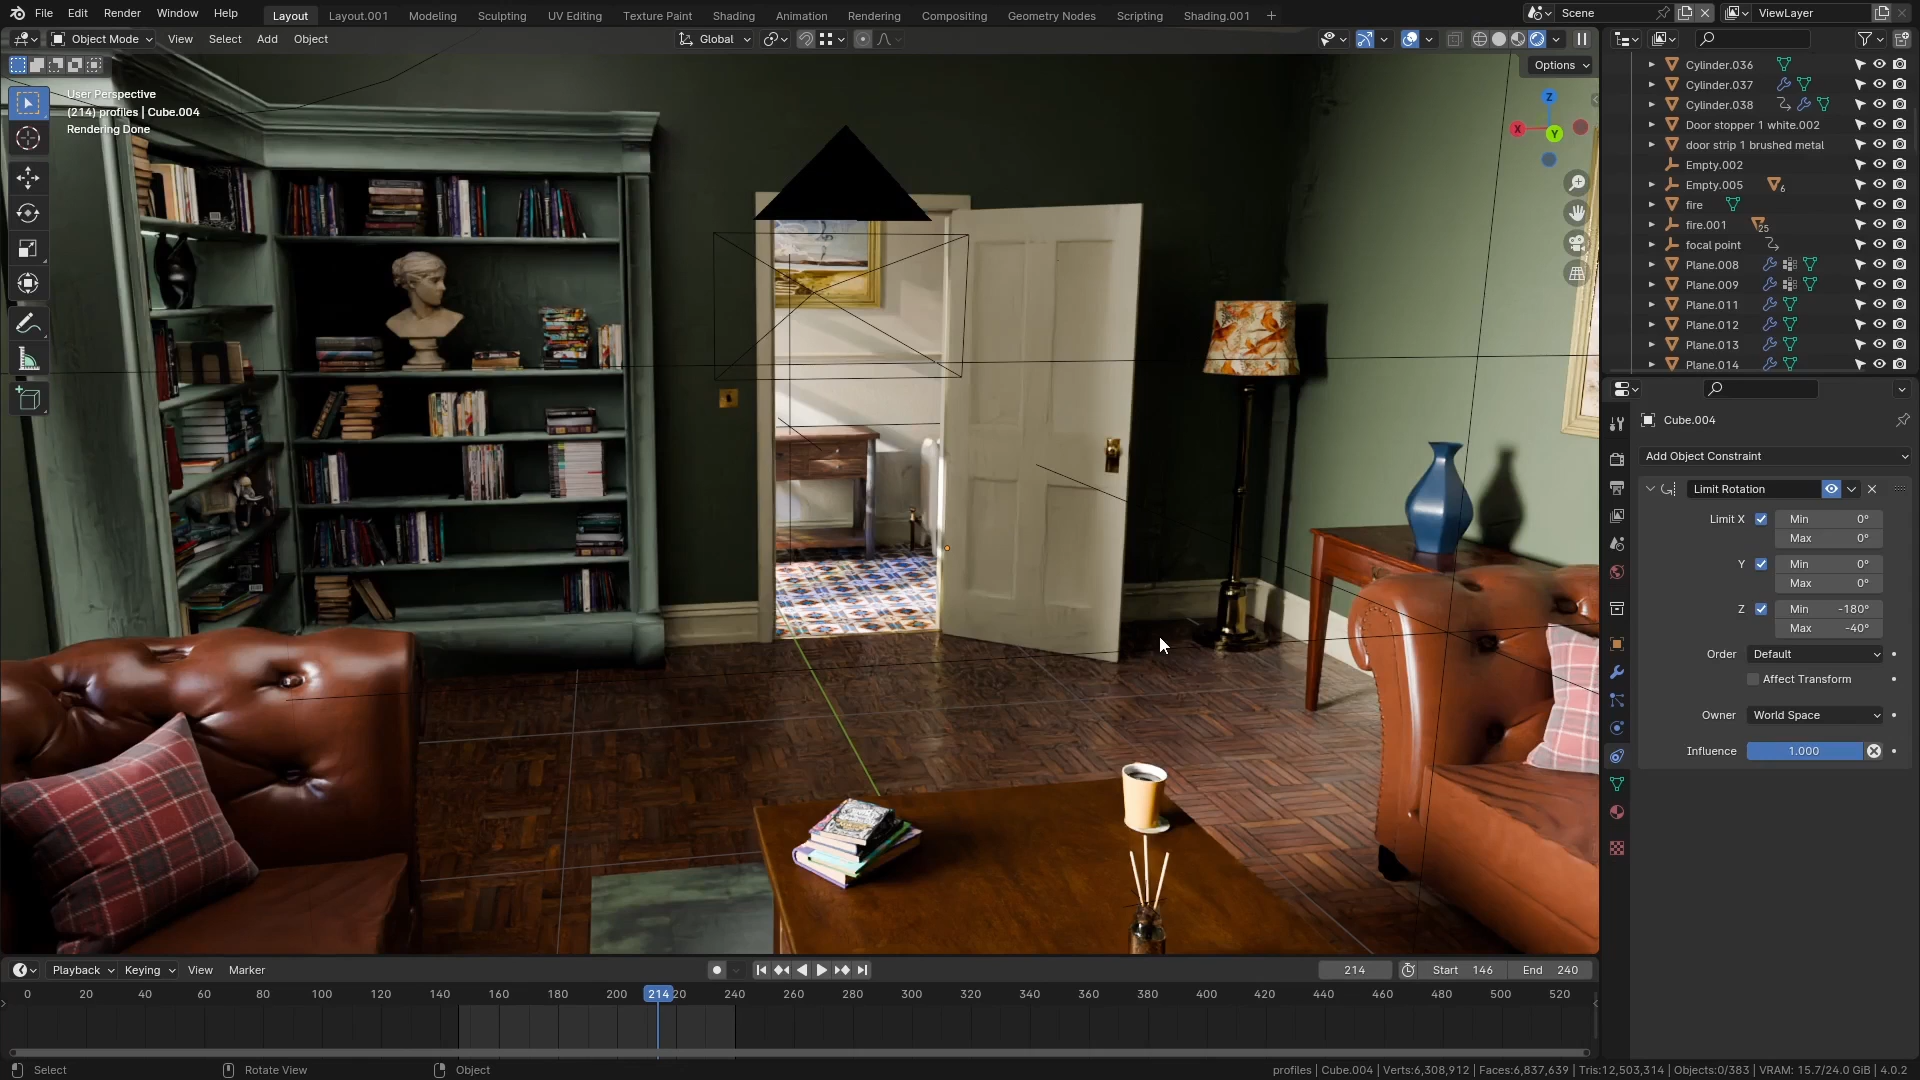 File Edit Render Window Help Layout Layout.001 Modeling Sculpting UV Editing Texture Paint Shading Animation Rendering Compositing Geometry Nodes Scripting Shading.001 + Scene ViewLayer
Object Mode View Select Add Object Global
Options
User Perspective
(214) profiles | Cube.004
Rendering Done
Z
X
Y
Cylinder.036
Cylinder.037
Cylinder.038
Door stopper 1 white.002
door strip 1 brushed metal
Empty.002
Empty.005 6
fire
fire.001 25
focal point
Plane.008
Plane.009
Plane.011
Plane.012
Plane.013
Plane.014
Cube.004
Add Object Constraint
Limit Rotation
Limit X Min 0°
Max 0°
Y Min 0°
Max 0°
Z Min -180°
Max -40°
Order Default
Affect Transform
Owner World Space
Influence 1.000
Playback Keying View Marker 214 Start 146 End 240
0 20 40 60 80 100 120 140 160 180 200 214 20 240 260 280 300 320 340 360 380 400 420 440 460 480 500 520
Select Rotate View Object profiles | Cube.004 | Verts:6,308,912 | Faces:6,837,639 | Tris:12,503,314 | Objects:0/383 | VRAM: 15.7/24.0 GiB | 4.0.2